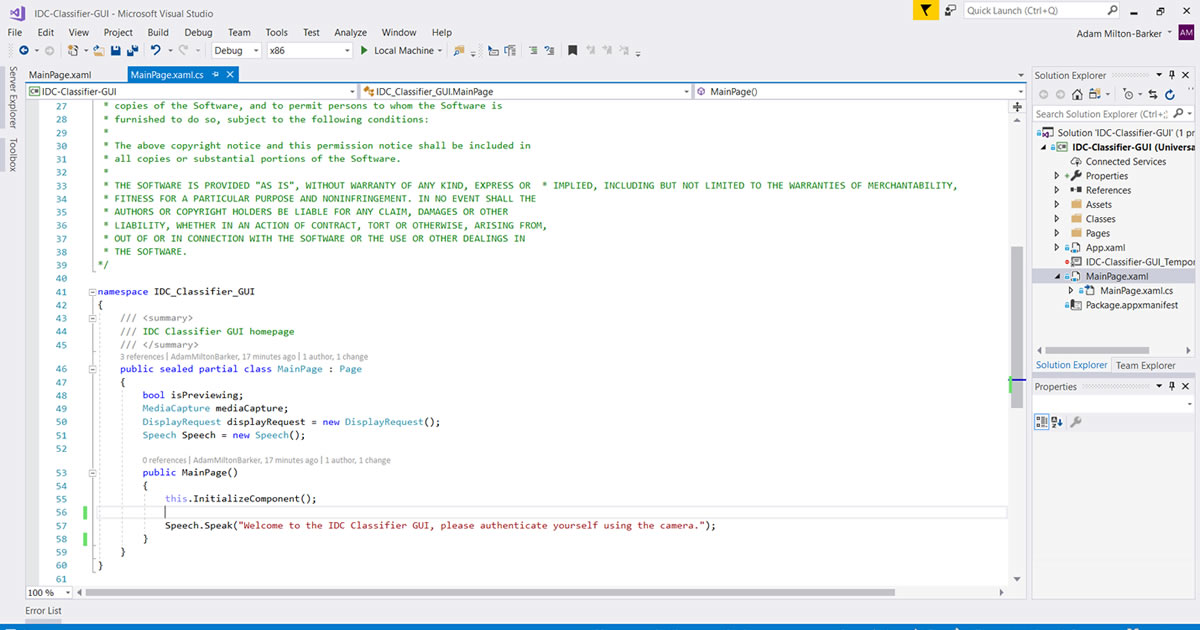 IDC-Classifier-GUI - Microsoft Visual Studio
Quick Launch (Ctrl+Q)
File Edit View Project Build Debug Team Tools Test Analyze Window Help
Adam Milton-Barker AM
Debug x86 Local Machine
Server Explorer
Toolbox
MainPage.xaml MainPage.xaml.cs
IDC-Classifier-GUI IDC_Classifier_GUI.MainPage MainPage()
27 * copies of the Software, and to permit persons to whom the Software is
28 * furnished to do so, subject to the following conditions:
29 *
30 * The above copyright notice and this permission notice shall be included in
31 * all copies or substantial portions of the Software.
32 *
33 * THE SOFTWARE IS PROVIDED "AS IS", WITHOUT WARRANTY OF ANY KIND, EXPRESS OR * IMPLIED, INCLUDING BUT NOT LIMITED TO THE WARRANTIES OF MERCHANTABILITY,
34 * FITNESS FOR A PARTICULAR PURPOSE AND NONINFRINGEMENT. IN NO EVENT SHALL THE
35 * AUTHORS OR COPYRIGHT HOLDERS BE LIABLE FOR ANY CLAIM, DAMAGES OR OTHER
36 * LIABILITY, WHETHER IN AN ACTION OF CONTRACT, TORT OR OTHERWISE, ARISING FROM,
37 * OUT OF OR IN CONNECTION WITH THE SOFTWARE OR THE USE OR OTHER DEALINGS IN
38 * THE SOFTWARE.
39 */
40
41 namespace IDC_Classifier_GUI
42 {
43 /// <summary>
44 /// IDC Classifier GUI homepage
45 /// </summary>
3 references | AdamMiltonBarker, 17 minutes ago | 1 author, 1 change
46 public sealed partial class MainPage : Page
47 {
48 bool isPreviewing;
49 MediaCapture mediaCapture;
50 DisplayRequest displayRequest = new DisplayRequest();
51 Speech Speech = new Speech();
52
0 references | AdamMiltonBarker, 17 minutes ago | 1 author, 1 change
53 public MainPage()
54 {
55 this.InitializeComponent();
56
57 Speech.Speak("Welcome to the IDC Classifier GUI, please authenticate yourself using the camera.");
58 }
59 }
60 }
61
100 %
Error List
Solution Explorer
Search Solution Explorer (Ctrl+;)
Solution 'IDC-Classifier-GUI' (1 pr
IDC-Classifier-GUI (Universa
Connected Services
Properties
References
Assets
Classes
Pages
App.xaml
IDC-Classifier-GUI_Tempor
MainPage.xaml
MainPage.xaml.cs
Package.appxmanifest
Solution Explorer Team Explorer
Properties